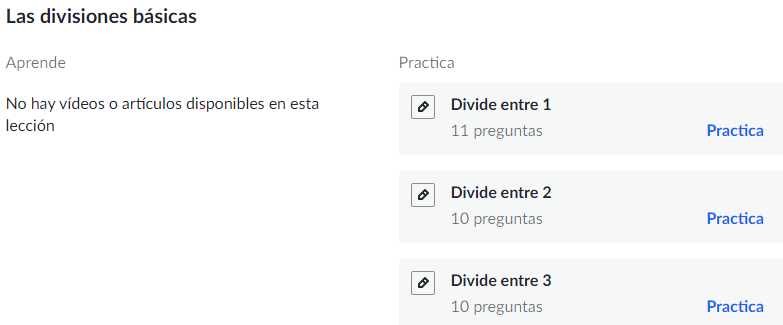 Las divisiones básicas
Aprende
No hay vídeos o artículos disponibles en esta
lección
Practica
Divide entre 1
11 preguntas
Practica
Divide entre 2
10 preguntas
Practica
Divide entre 3
10 preguntas
Practica